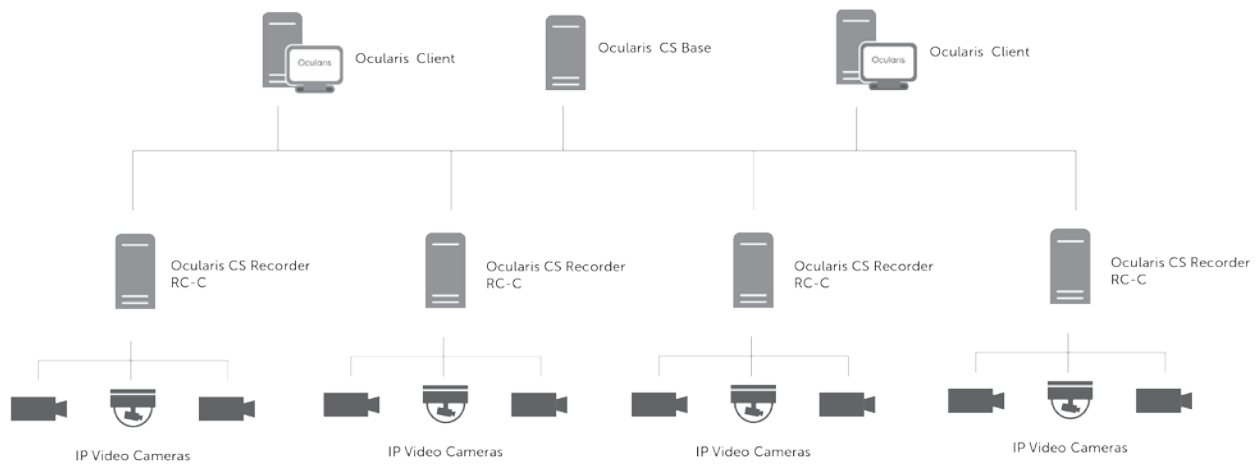 Oculans
Ocularis Client
Ocularis CS Base
Ocularis
Ocularis Client
Ocularis CS Recorder
RC-C
Ocularis CS Recorder
RC-C
Ocularis CS Recorder
RC-C
Ocularis CS Recorder
RC-C
IP Video Cameras
IP Video Cameras
IP Video Cameras
IP Video Cameras